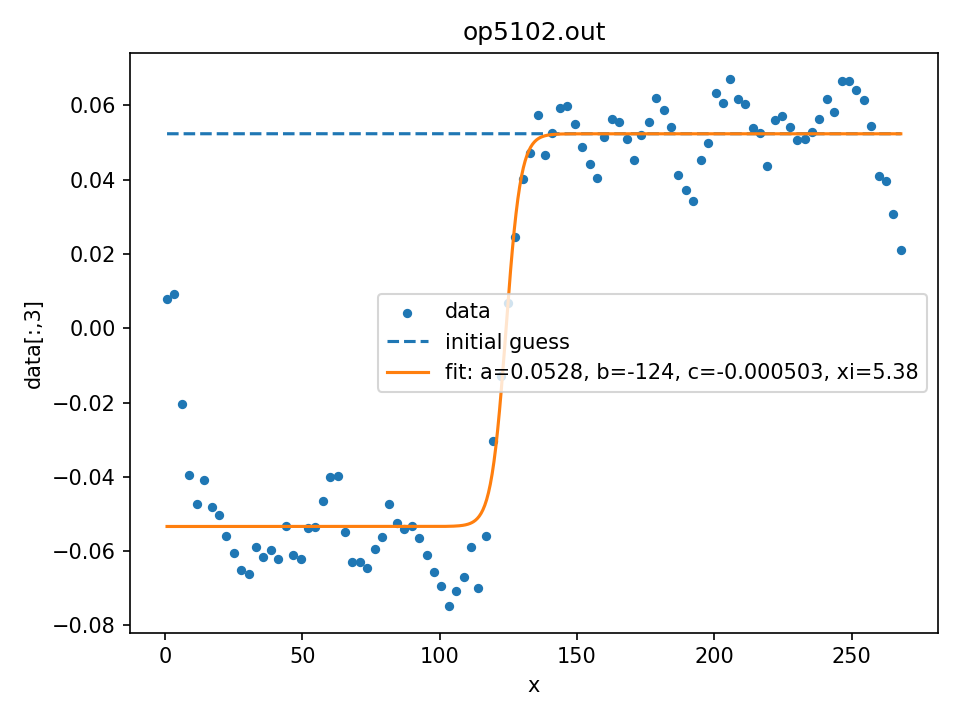 op5102.out
0.06
0.04
0.02
0.00
−0.02
−0.04
−0.06
−0.08
data[:,3]
data
initial guess
fit: a=0.0528, b=-124, c=-0.000503, xi=5.38
0 50 100 150 200 250
x